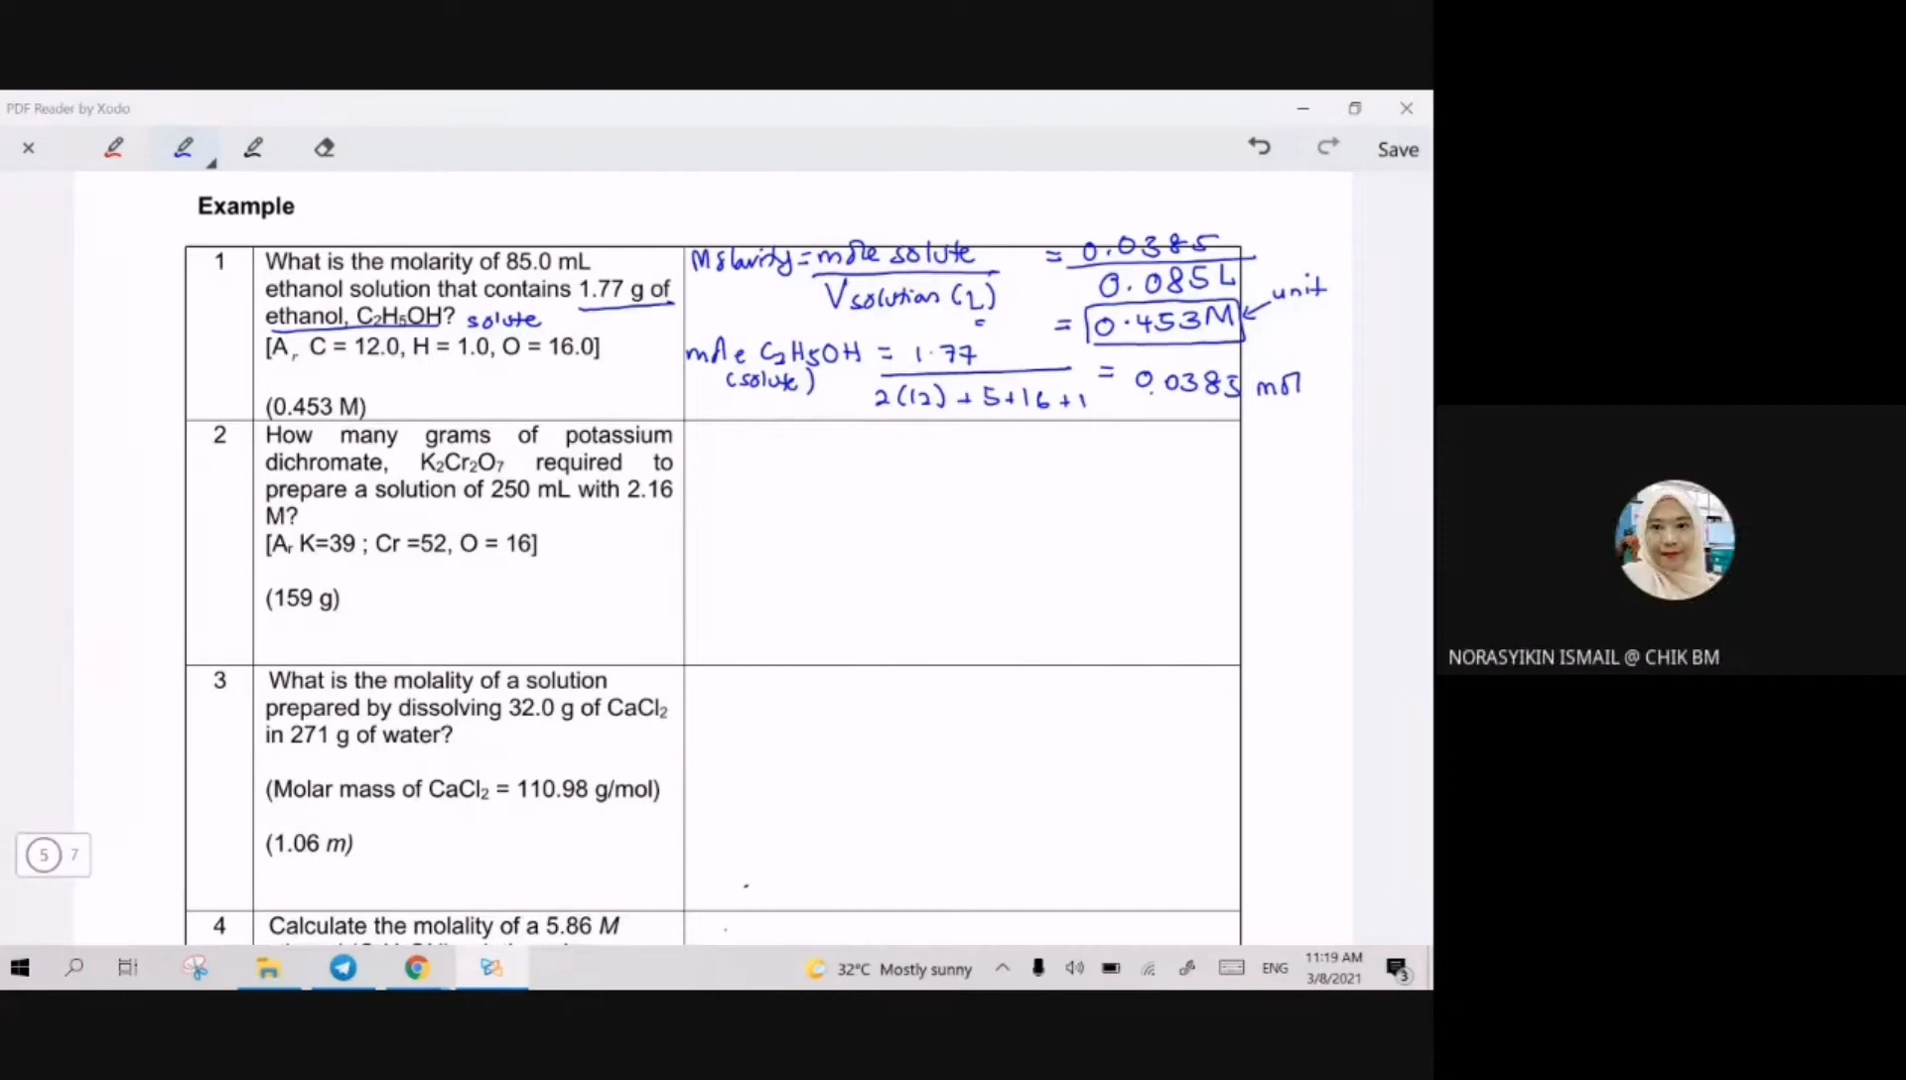 PDF Reader by Xodo
Save
Example
1
What is the molarity of 85.0 mL
ethanol solution that contains 1.77 g of
ethanol, C₂H₅OH? solute
[Aᵣ C = 12.0, H = 1.0, O = 16.0]
(0.453 M)
Molarity = mole solute = 0.0385
V solution (L) 0.085L
= 0.453M unit
mole C₂H₅OH = 1.77 = 0.0385 mol
(solute) 2(12) + 5 + 16 + 1
2
How many grams of potassium
dichromate, K₂Cr₂O₇ required to
prepare a solution of 250 mL with 2.16
M?
[Aᵣ K=39 ; Cr =52, O = 16]
(159 g)
3
What is the molality of a solution
prepared by dissolving 32.0 g of CaCl₂
in 271 g of water?
(Molar mass of CaCl₂ = 110.98 g/mol)
(1.06 m)
4
Calculate the molality of a 5.86 M
5 7
NORASYIKIN ISMAIL @ CHIK BM
32°C Mostly sunny
ENG
11:19 AM
3/8/2021
3